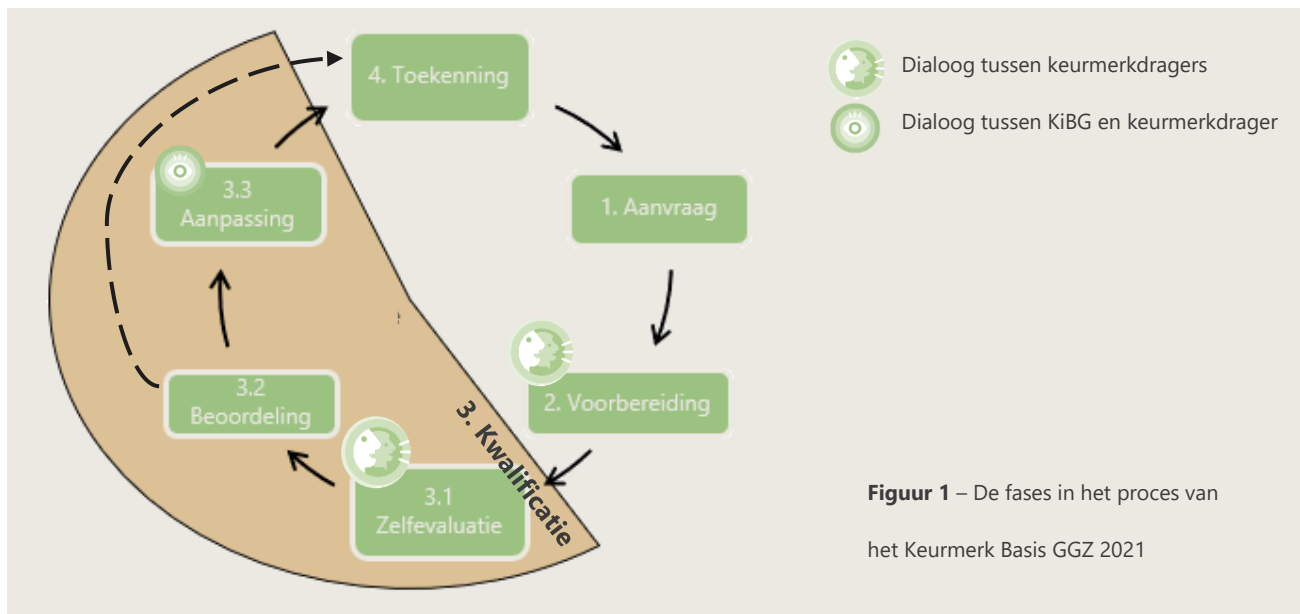 4. Toekenning
1. Aanvraag
2. Voorbereiding
3. Kwalificatie
3.1
Zelfevaluatie
3.2
Beoordeling
3.3
Aanpassing
Dialoog tussen keurmerkdragers
Dialoog tussen KiBG en keurmerkdrager
Figuur 1 – De fases in het proces van
het Keurmerk Basis GGZ 2021